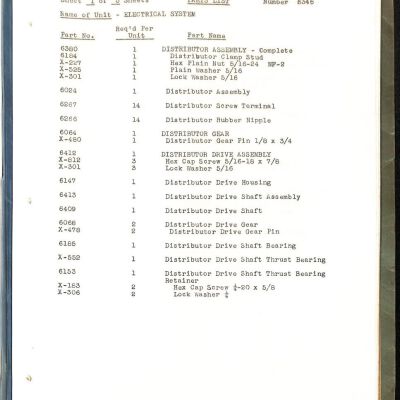 Sheet 1 of 8 Sheets PARTS LIST Number 8346
Name of Unit - ELECTRICAL SYSTEM
Part No. Req'd Per Unit Part Name
6380 1 DISTRIBUTOR ASSEMBLY - Complete
6184 1 Distributor Clamp Stud
X-217 1 Hex Plain Nut 5/16-24 NF-2
X-525 1 Plain Washer 5/16
X-301 1 Lock Washer 5/16
6024 1 Distributor Assembly
6267 14 Distributor Screw Terminal
6266 14 Distributor Rubber Nipple
6064 1 DISTRIBUTOR GEAR
X-480 1 Distributor Gear Pin 1/8 x 3/4
6412 1 DISTRIBUTOR DRIVE ASSEMBLY
X-812 3 Hex Cap Screw 5/16-18 x 7/8
X-301 3 Lock Washer 5/16
6147 1 Distributor Drive Housing
6413 1 Distributor Drive Shaft Assembly
6409 1 Distributor Drive Shaft
6066 2 Distributor Drive Gear
X-478 2 Distributor Drive Gear Pin
6185 1 Distributor Drive Shaft Bearing
X-552 1 Distributor Drive Shaft Thrust Bearing
6153 1 Distributor Drive Shaft Thrust Bearing
Retainer
X-183 2 Hex Cap Screw ¼-20 x 5/8
X-306 2 Lock Washer ¼